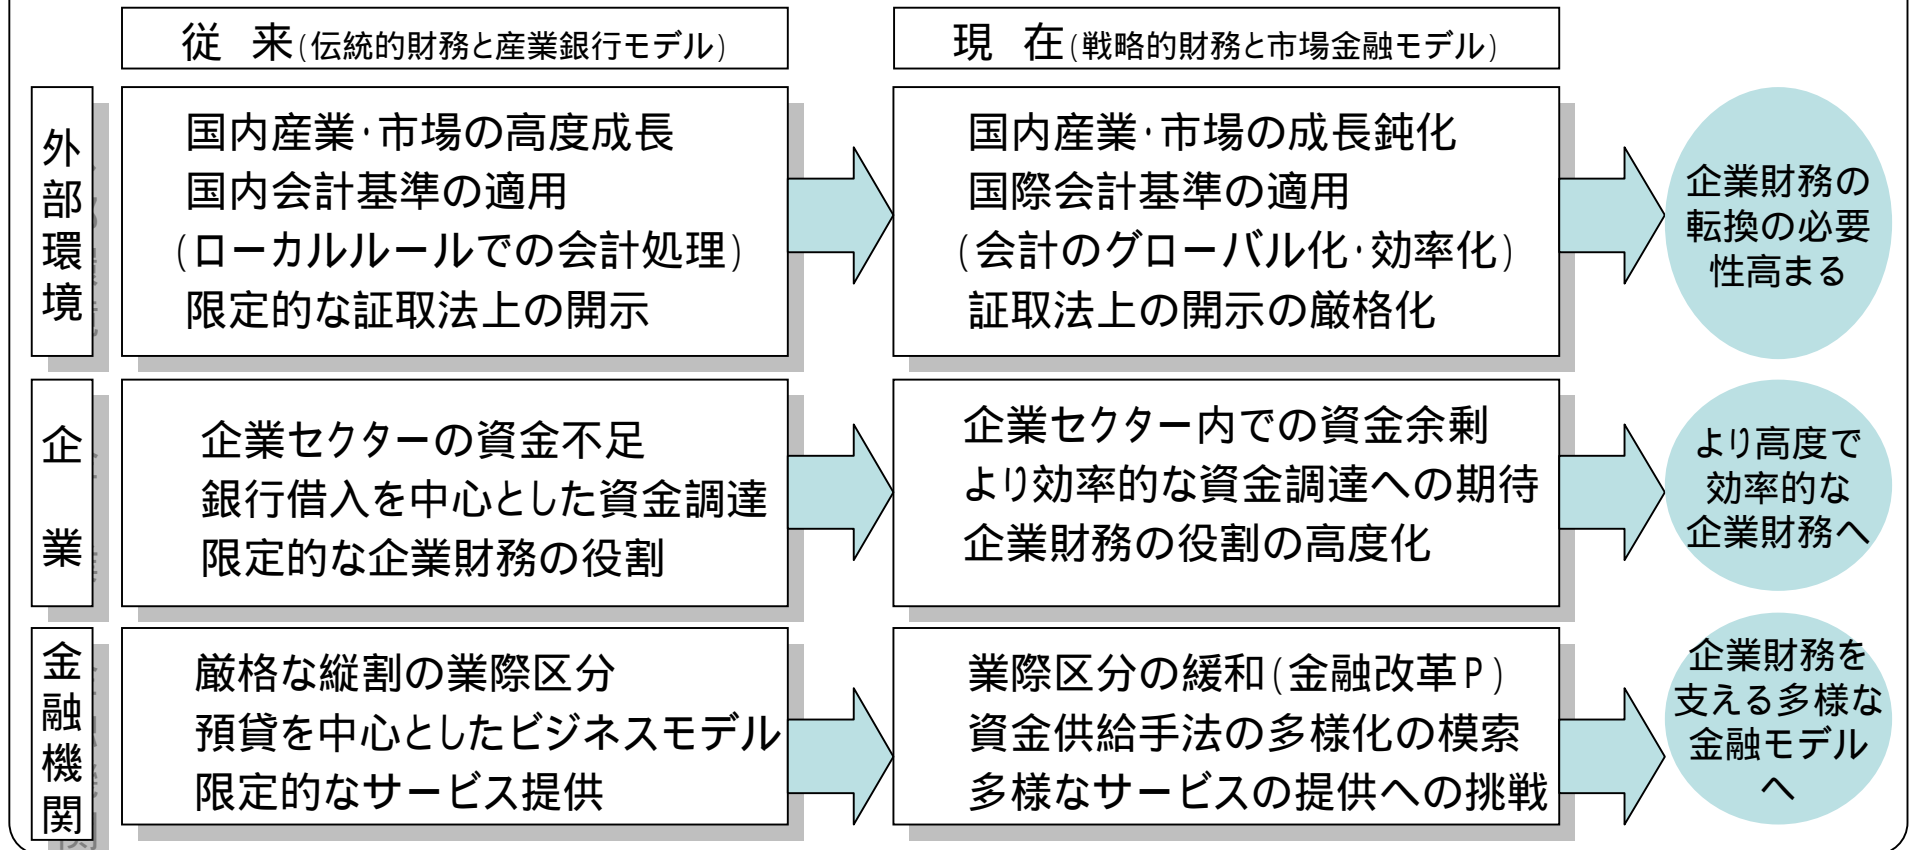 従 来(伝統的財務と産業銀行モデル)
現 在(戦略的財務と市場金融モデル)
外部環境
国内産業・市場の高度成長
国内会計基準の適用
(ローカルルールでの会計処理)
限定的な証取法上の開示
国内産業・市場の成長鈍化
国際会計基準の適用
(会計のグローバル化・効率化)
証取法上の開示の厳格化
企業財務の
転換の必要
性高まる
企業
企業セクターの資金不足
銀行借入を中心とした資金調達
限定的な企業財務の役割
企業セクター内での資金余剰
より効率的な資金調達への期待
企業財務の役割の高度化
より高度で
効率的な
企業財務へ
金融機関
厳格な縦割の業際区分
預貸を中心としたビジネスモデル
限定的なサービス提供
業際区分の緩和(金融改革P)
資金供給手法の多様化の模索
多様なサービスの提供への挑戦
企業財務を
支える多様な
金融モデル
へ